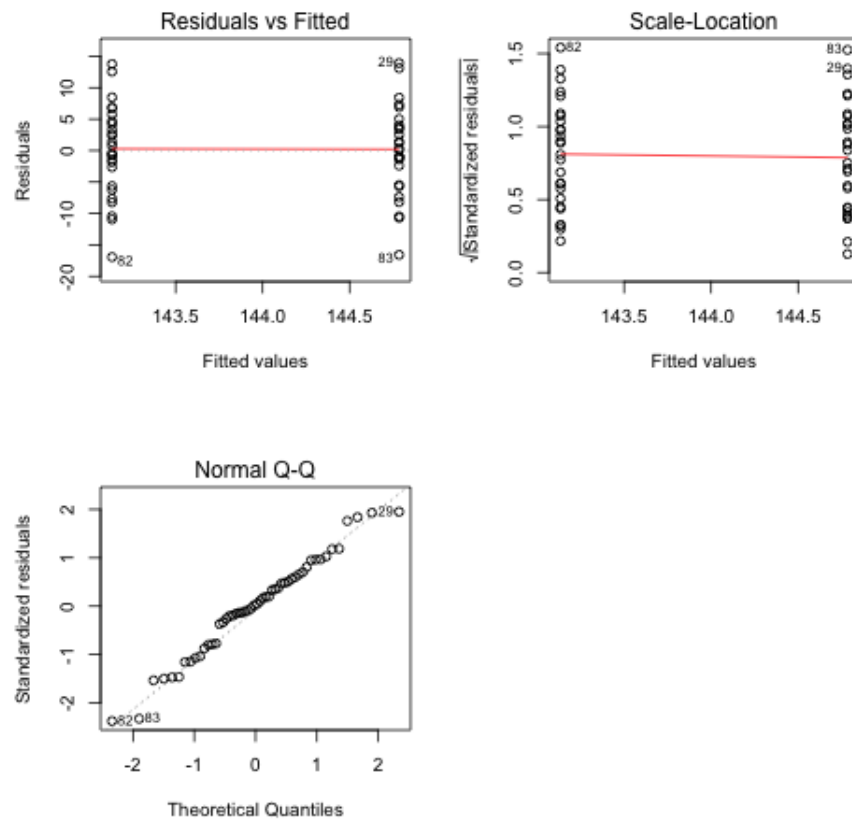 Residuals vs Fitted
Residuals
10
5
0
-10
-20
29
82
83
143.5 144.0 144.5
Fitted values
Scale-Location
√|Standardized residuals|
1.5
1.0
0.5
0.0
82
83
29
143.5 144.0 144.5
Fitted values
Normal Q-Q
Standardized residuals
2
1
0
-1
-2
29
82 83
-2 -1 0 1 2
Theoretical Quantiles